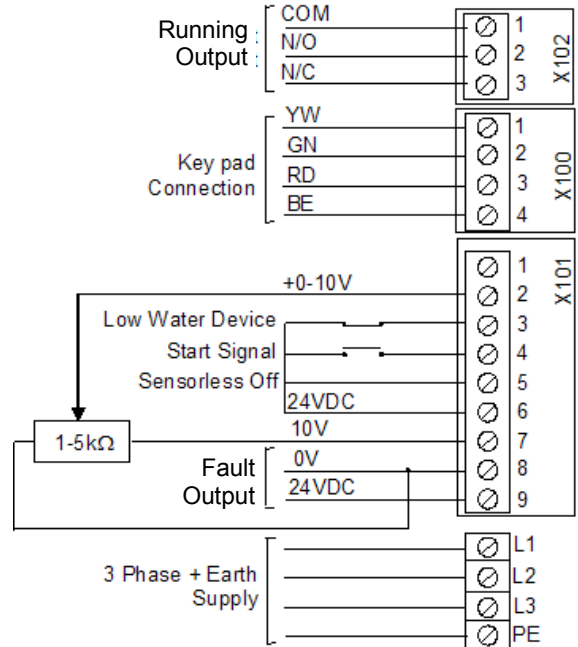 Running
Output
COM
N/O
N/C
1
2
3
X102
Key pad
Connection
YW
GN
RD
BE
1
2
3
4
X100
+0-10V
Low Water Device
Start Signal
Sensorless Off
24VDC
10V
1-5kΩ
Fault
Output
0V
24VDC
1
2
3
4
5
6
7
8
9
X101
3 Phase + Earth
Supply
L1
L2
L3
PE